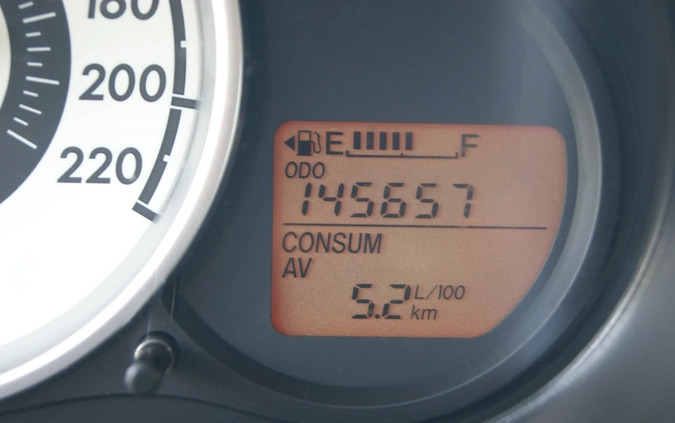 180
200
220
E F
ODO
145657
CONSUM
AV
5.2 L/100
km